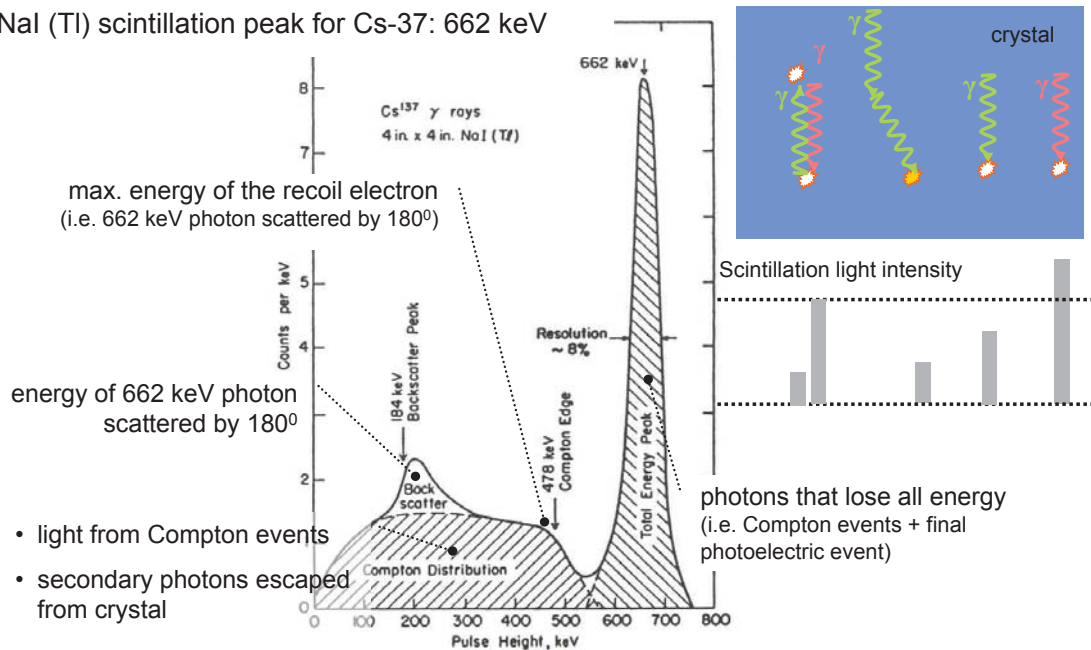 NaI (Tl) scintillation peak for Cs-37: 662 keV
662 keV
Cs¹³⁷ γ rays
4 in. x 4 in. NaI (Tℓ)
max. energy of the recoil electron
(i.e. 662 keV photon scattered by 180⁰)
energy of 662 keV photon
scattered by 180⁰
• light from Compton events
• secondary photons escaped
from crystal
Counts per keV
8
7
5
4
2
0
184 keV
Backscatter Peak
Back
scatter
Compton Distribution
478 keV
Compton Edge
Resolution
~ 8%
Total Energy Peak
0 100 200 300 400 500 600 700 800
Pulse Height, keV
crystal
γ
γ
γ
γ
γ
Scintillation light intensity
photons that lose all energy
(i.e. Compton events + final
photoelectric event)